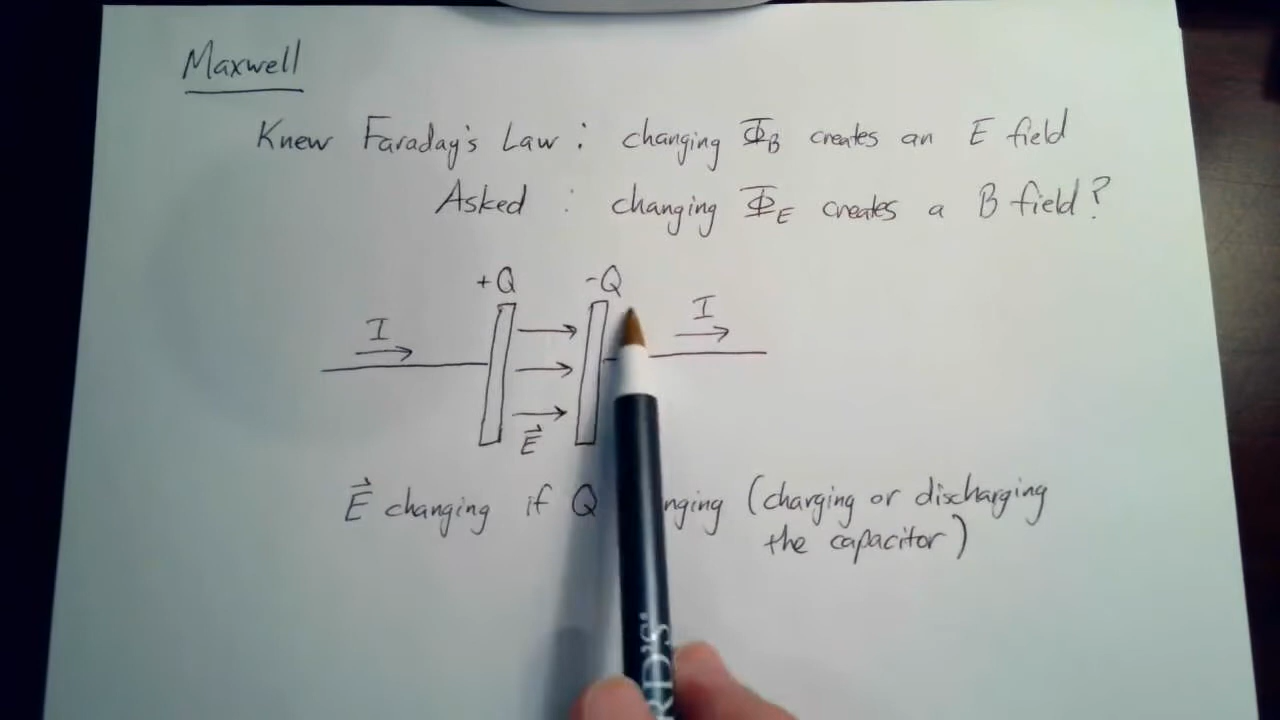 Maxwell
Knew Faraday's Law : changing Φ_B creates an E field
Asked : changing Φ_E creates a B field?
+Q -Q
I I
E⃗
E⃗ changing if Q nging (charging or discharging
the capacitor)
RD'S